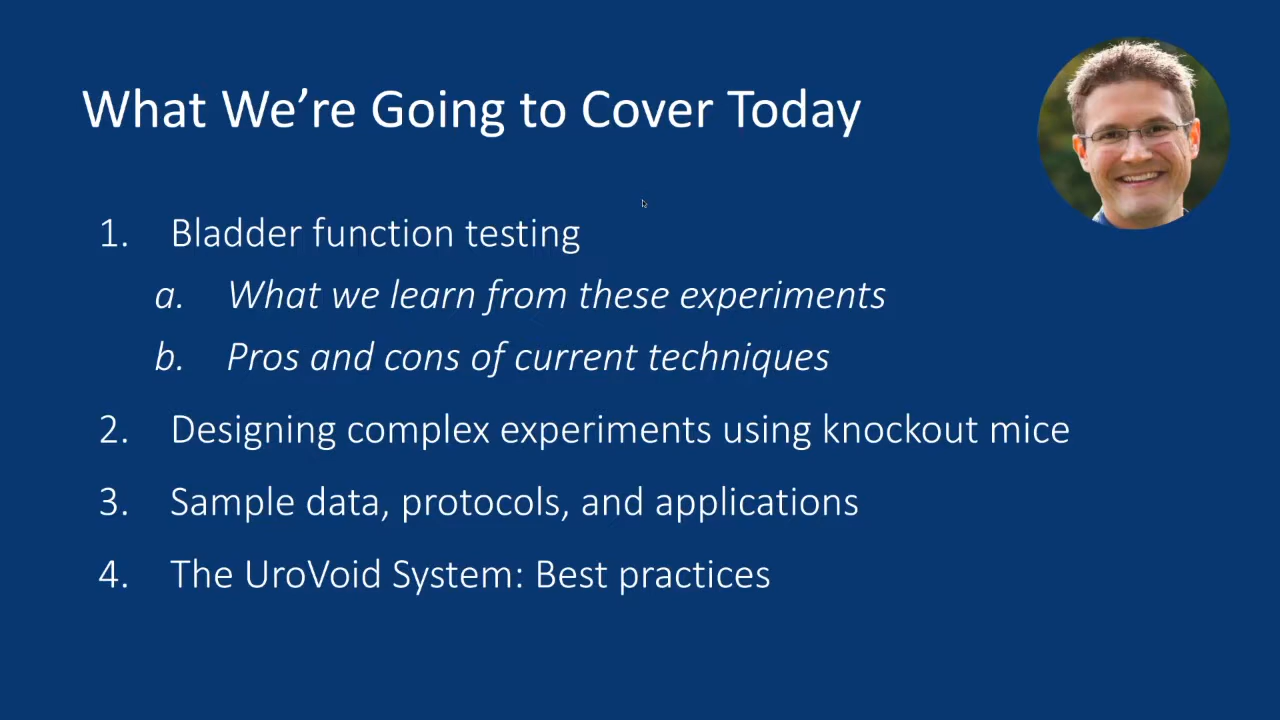 What We’re Going to Cover Today
1. Bladder function testing
a. What we learn from these experiments
b. Pros and cons of current techniques
2. Designing complex experiments using knockout mice
3. Sample data, protocols, and applications
4. The UroVoid System: Best practices